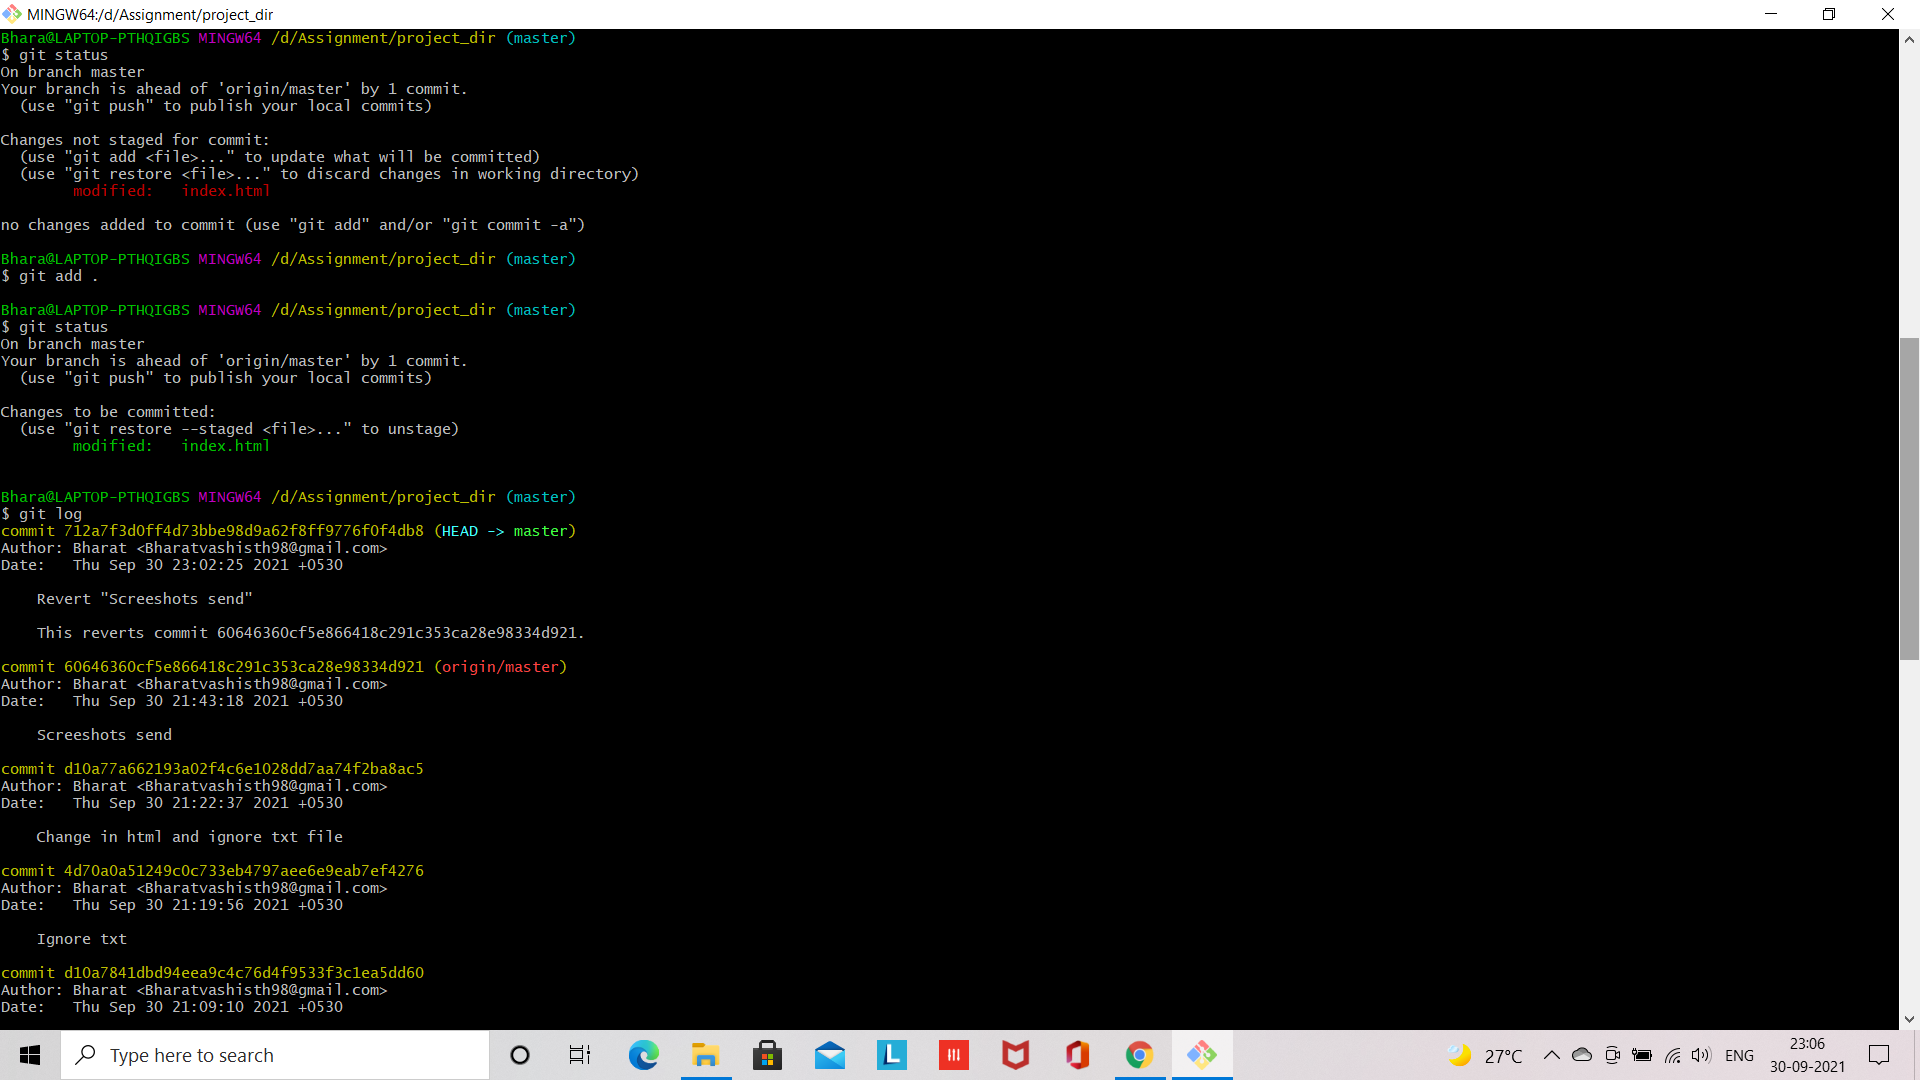 MINGW64:/d/Assignment/project_dir
Bhara@LAPTOP-PTHQIGBS MINGW64 /d/Assignment/project_dir (master)
$ git status
On branch master
Your branch is ahead of 'origin/master' by 1 commit.
  (use "git push" to publish your local commits)

Changes not staged for commit:
  (use "git add <file>..." to update what will be committed)
  (use "git restore <file>..." to discard changes in working directory)
        modified:   index.html

no changes added to commit (use "git add" and/or "git commit -a")

Bhara@LAPTOP-PTHQIGBS MINGW64 /d/Assignment/project_dir (master)
$ git add .

Bhara@LAPTOP-PTHQIGBS MINGW64 /d/Assignment/project_dir (master)
$ git status
On branch master
Your branch is ahead of 'origin/master' by 1 commit.
  (use "git push" to publish your local commits)

Changes to be committed:
  (use "git restore --staged <file>..." to unstage)
        modified:   index.html

Bhara@LAPTOP-PTHQIGBS MINGW64 /d/Assignment/project_dir (master)
$ git log
commit 712a7f3d0ff4d73bbe98d9a62f8ff9776f0f4db8 (HEAD -> master)
Author: Bharat <Bharatvashisth98@gmail.com>
Date:   Thu Sep 30 23:02:25 2021 +0530

    Revert "Screeshots send"

    This reverts commit 60646360cf5e866418c291c353ca28e98334d921.

commit 60646360cf5e866418c291c353ca28e98334d921 (origin/master)
Author: Bharat <Bharatvashisth98@gmail.com>
Date:   Thu Sep 30 21:43:18 2021 +0530

    Screeshots send

commit d10a77a662193a02f4c6e1028dd7aa74f2ba8ac5
Author: Bharat <Bharatvashisth98@gmail.com>
Date:   Thu Sep 30 21:22:37 2021 +0530

    Change in html and ignore txt file

commit 4d70a0a51249c0c733eb4797aee6e9eab7ef4276
Author: Bharat <Bharatvashisth98@gmail.com>
Date:   Thu Sep 30 21:19:56 2021 +0530

    Ignore txt

commit d10a7841dbd94eea9c4c76d4f9533f3c1ea5dd60
Author: Bharat <Bharatvashisth98@gmail.com>
Date:   Thu Sep 30 21:09:10 2021 +0530
Type here to search
L
27°C
ENG
23:06
30-09-2021